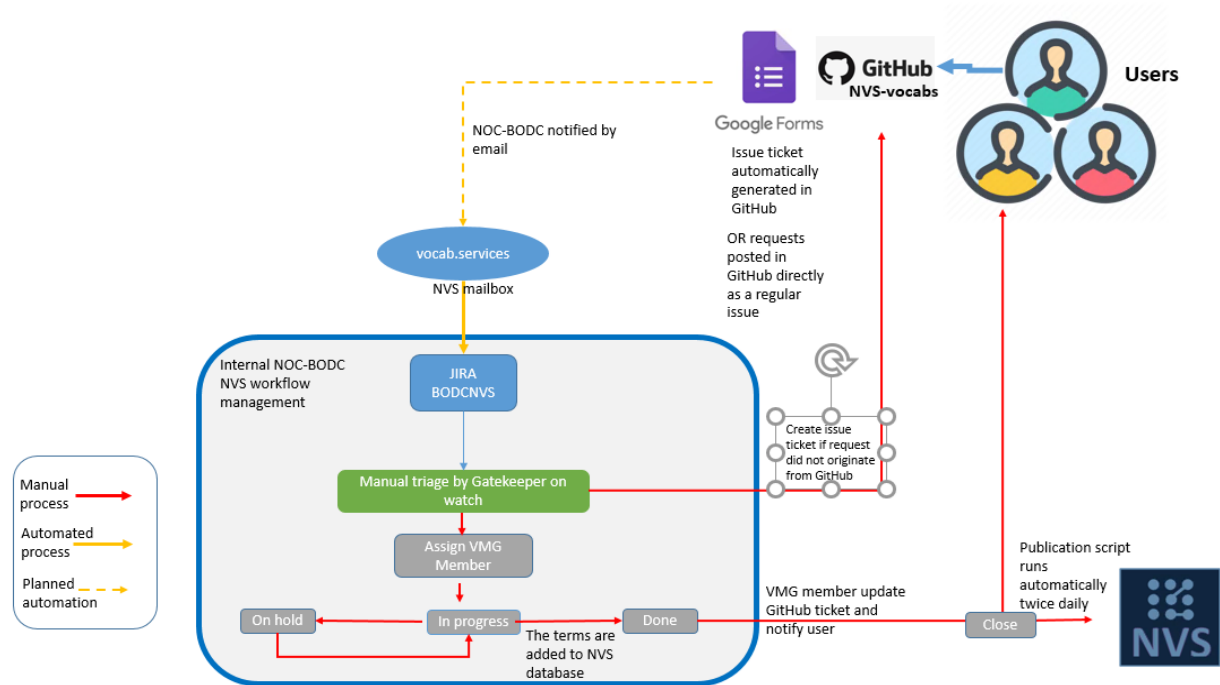 GitHub
NVS-vocabs
Users
Google Forms
NOC-BODC notified by
email
Issue ticket
automatically
generated in
GitHub
OR requests
posted in
GitHub directly
as a regular
issue
vocab.services
NVS mailbox
Internal NOC-BODC
NVS workflow
management
JIRA
BODCNVS
Create issue
ticket if request
did not originate
from GitHub
Manual triage by Gatekeeper on
watch
Manual
process
Automated
process
Planned
automation
Assign VMG
Member
On hold
In progress
Done
The terms are
added to NVS
database
VMG member update
GitHub ticket and
notify user
Close
Publication script
runs
automatically
twice daily
NVS